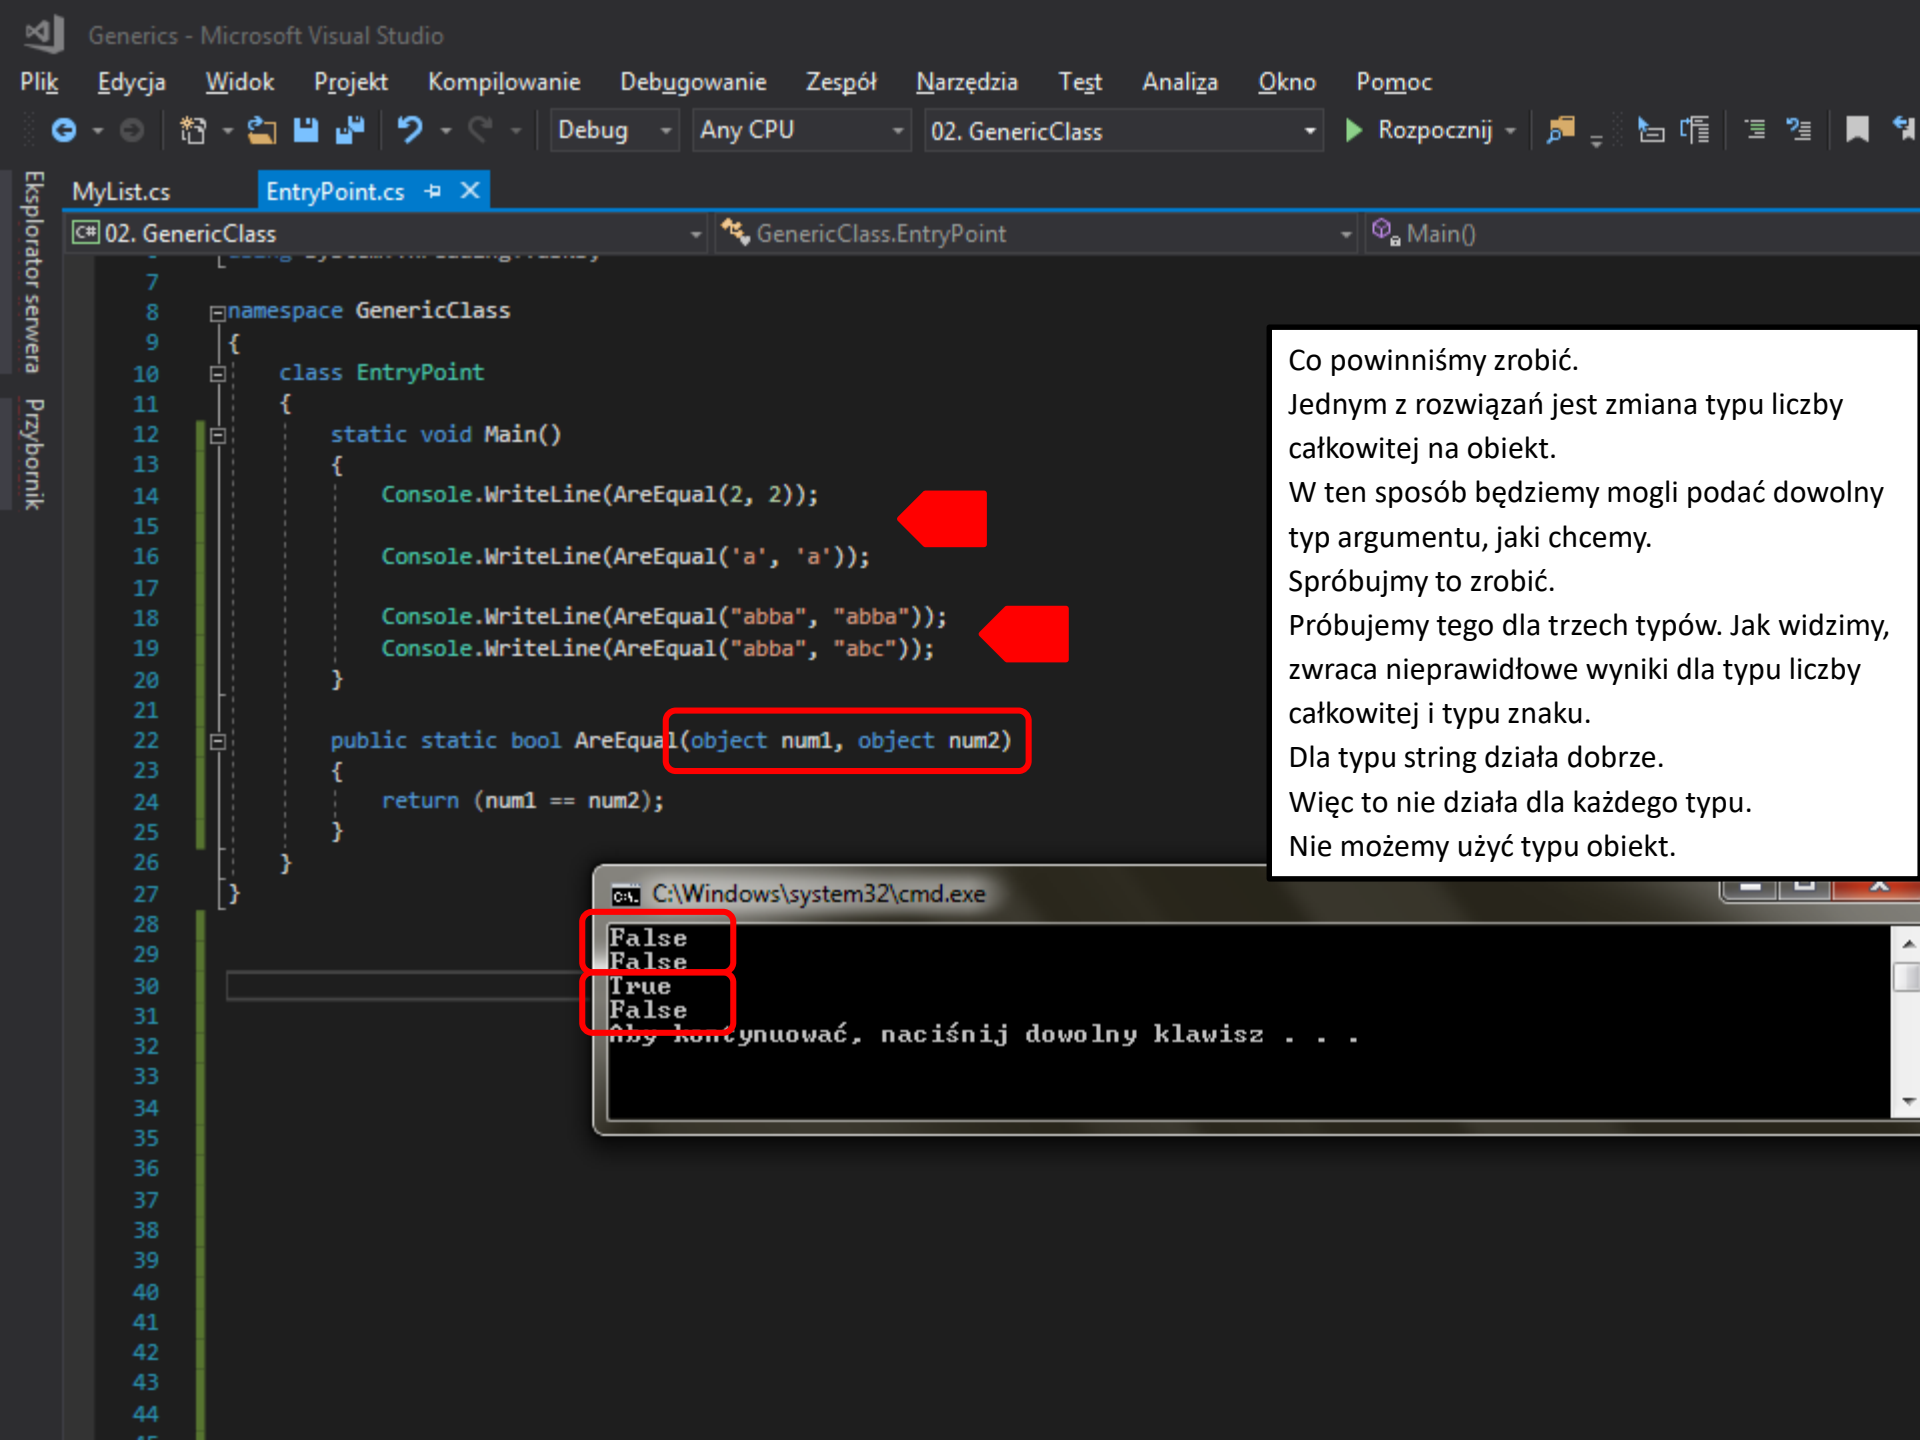 Generics - Microsoft Visual Studio
Plik Edycja Widok Projekt Kompilowanie Debugowanie Zespół Narzędzia Test Analiza Okno Pomoc
Debug Any CPU 02. GenericClass Rozpocznij
MyList.cs EntryPoint.cs
C# 02. GenericClass GenericClass.EntryPoint Main()
Eksplorator serwera
Przybornik
7
8 namespace GenericClass
9 {
10 class EntryPoint
11 {
12 static void Main()
13 {
14 Console.WriteLine(AreEqual(2, 2));
15
16 Console.WriteLine(AreEqual('a', 'a'));
17
18 Console.WriteLine(AreEqual("abba", "abba"));
19 Console.WriteLine(AreEqual("abba", "abc"));
20 }
21
22 public static bool AreEqual(object num1, object num2)
23 {
24 return (num1 == num2);
25 }
26 }
27 }
28
29
30
31
32
33
34
35
36
37
38
39
40
41
42
43
44
Co powinniśmy zrobić.
Jednym z rozwiązań jest zmiana typu liczby
całkowitej na obiekt.
W ten sposób będziemy mogli podać dowolny
typ argumentu, jaki chcemy.
Spróbujmy to zrobić.
Próbujemy tego dla trzech typów. Jak widzimy,
zwraca nieprawidłowe wyniki dla typu liczby
całkowitej i typu znaku.
Dla typu string działa dobrze.
Więc to nie działa dla każdego typu.
Nie możemy użyć typu obiekt.
C:\Windows\system32\cmd.exe
False
False
True
False
Aby kontynuować, naciśnij dowolny klawisz . . .